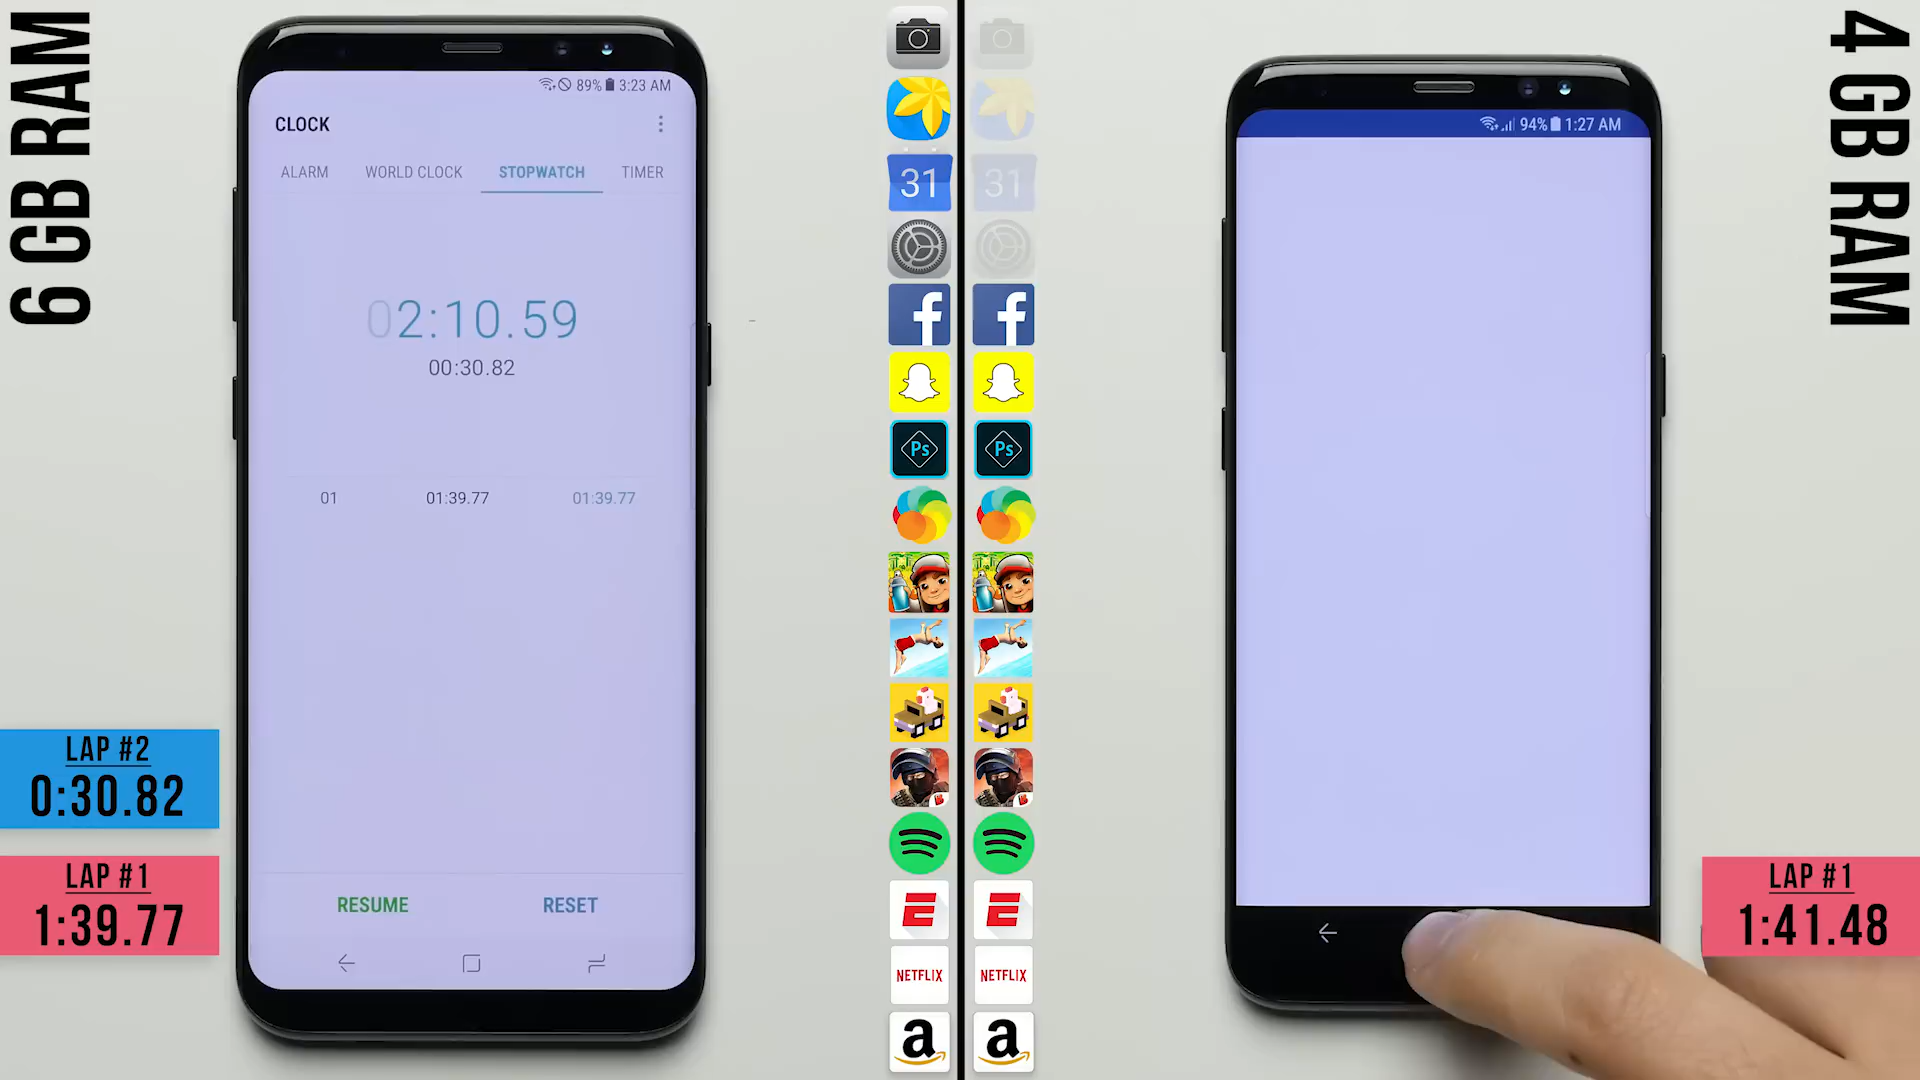 6 GB RAM
89% 3:23 AM
CLOCK
ALARM WORLD CLOCK STOPWATCH TIMER
02:10.59
00:30.82
01 01:39.77 01:39.77
RESUME RESET
LAP #2
0:30.82
LAP #1
1:39.77
31 31
f f
Ps Ps
E E
NETFLIX NETFLIX
a a
94% 1:27 AM
4 GB RAM
LAP #1
1:41.48